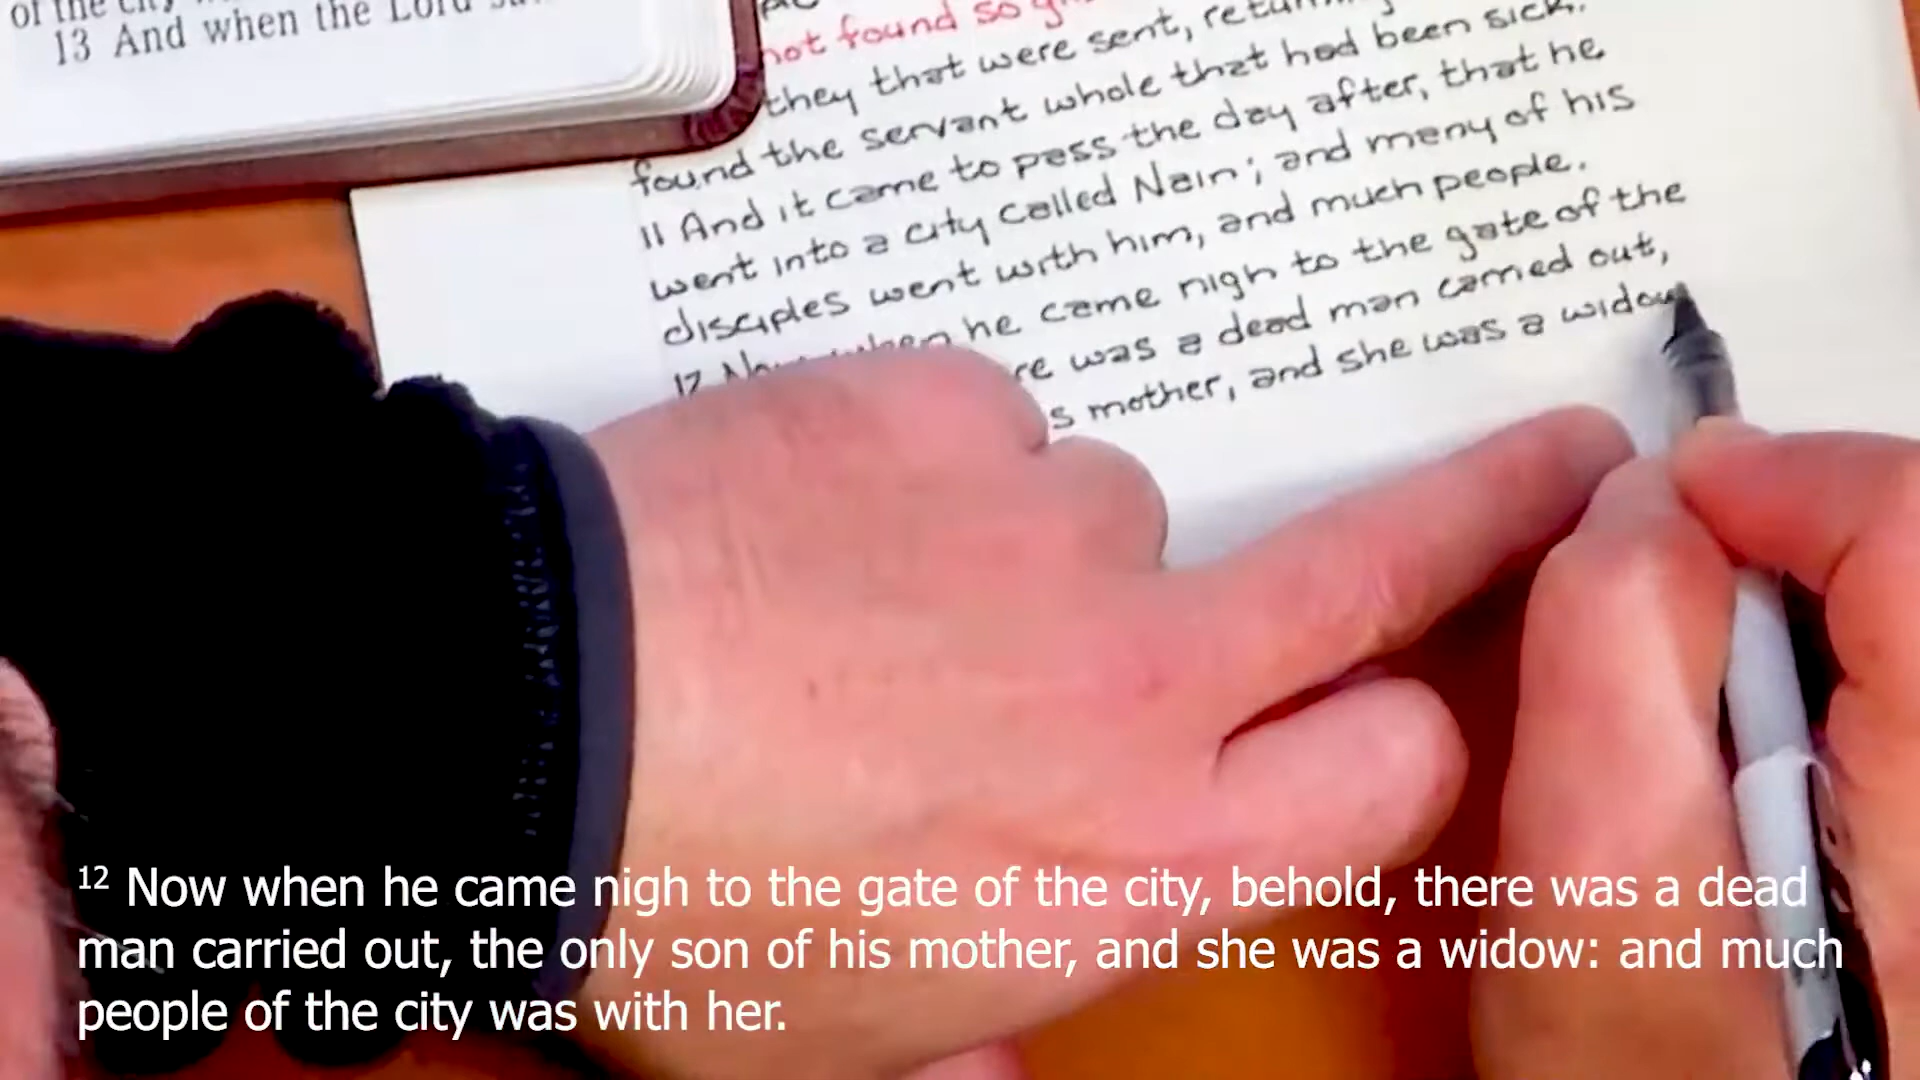 of the city
13 And when the Lord
not found so
they that were sent,
found the servant whole that had been sick.
11 And it came to pass the day after, that he
went into a city called Nain; and many of his
disciples went with him, and much people.
12 Now when he came nigh to the gate of the
was a dead man carried out,
mother, and she was a widow
12 Now when he came nigh to the gate of the city, behold, there was a dead
man carried out, the only son of his mother, and she was a widow: and much
people of the city was with her.